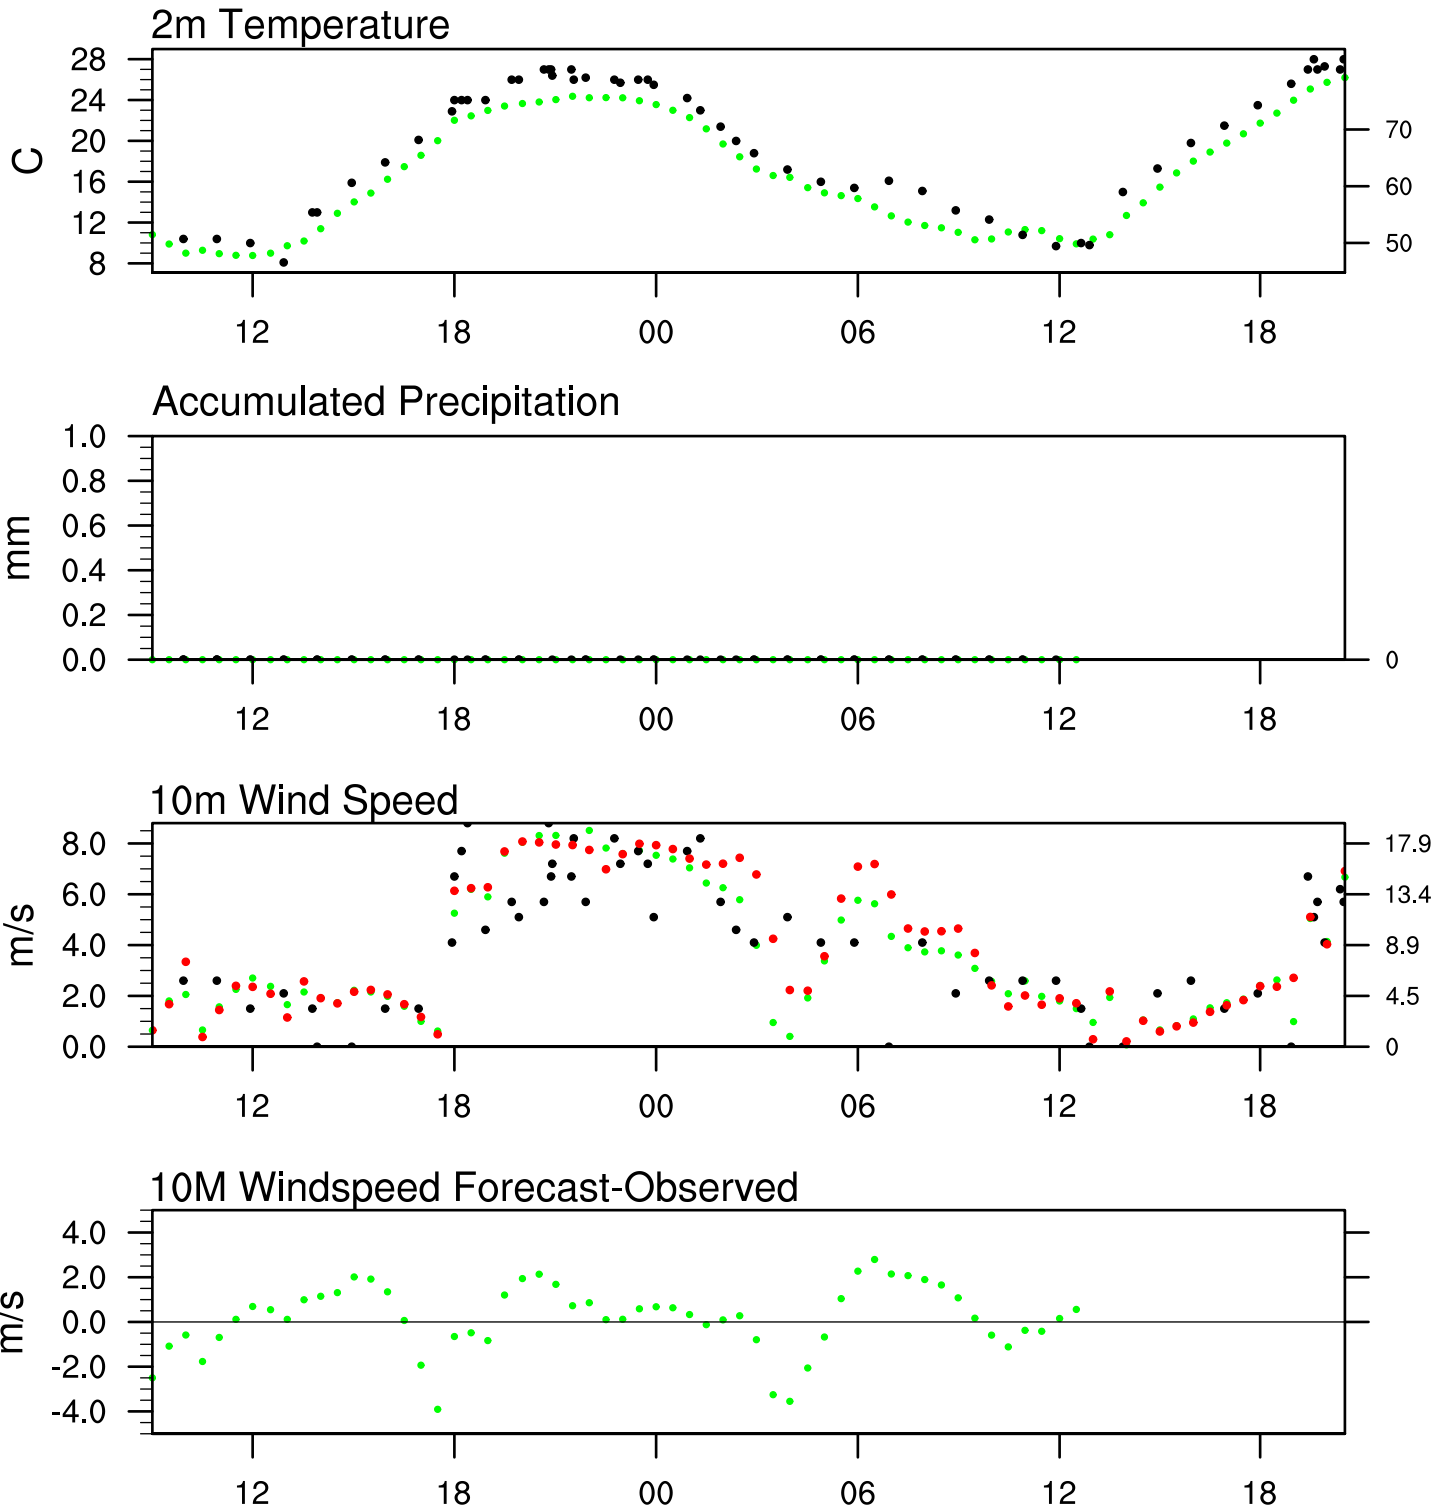 2m Temperature
28
24
20
16
12
8
C
70
60
50
12 18 00 06 12 18
Accumulated Precipitation
1.0
0.8
0.6
0.4
0.2
0.0
mm
0
12 18 00 06 12 18
10m Wind Speed
8.0
6.0
4.0
2.0
0.0
m/s
17.9
13.4
8.9
4.5
0
12 18 00 06 12 18
10M Windspeed Forecast-Observed
4.0
2.0
0.0
-2.0
-4.0
m/s
12 18 00 06 12 18